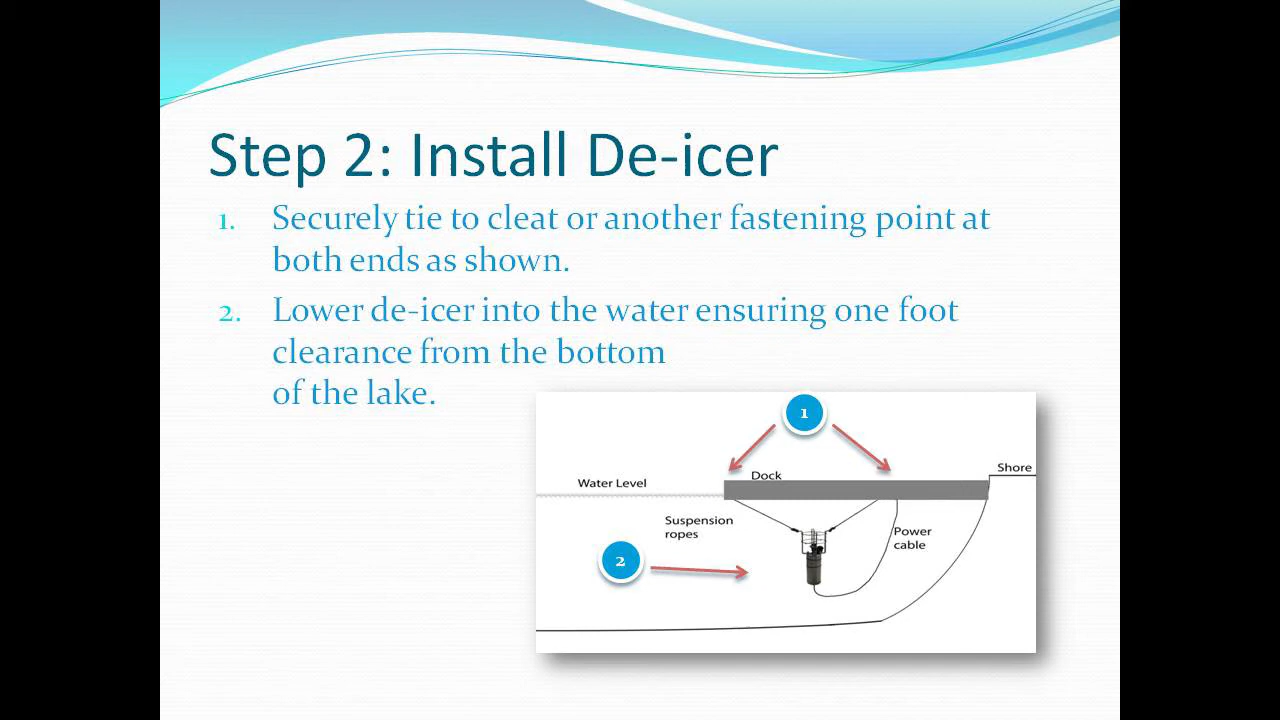 Step 2: Install De-icer
1. Securely tie to cleat or another fastening point at
both ends as shown.
2. Lower de-icer into the water ensuring one foot
clearance from the bottom
of the lake.
1
Shore
Dock
Water Level
Suspension
ropes
Power
cable
2